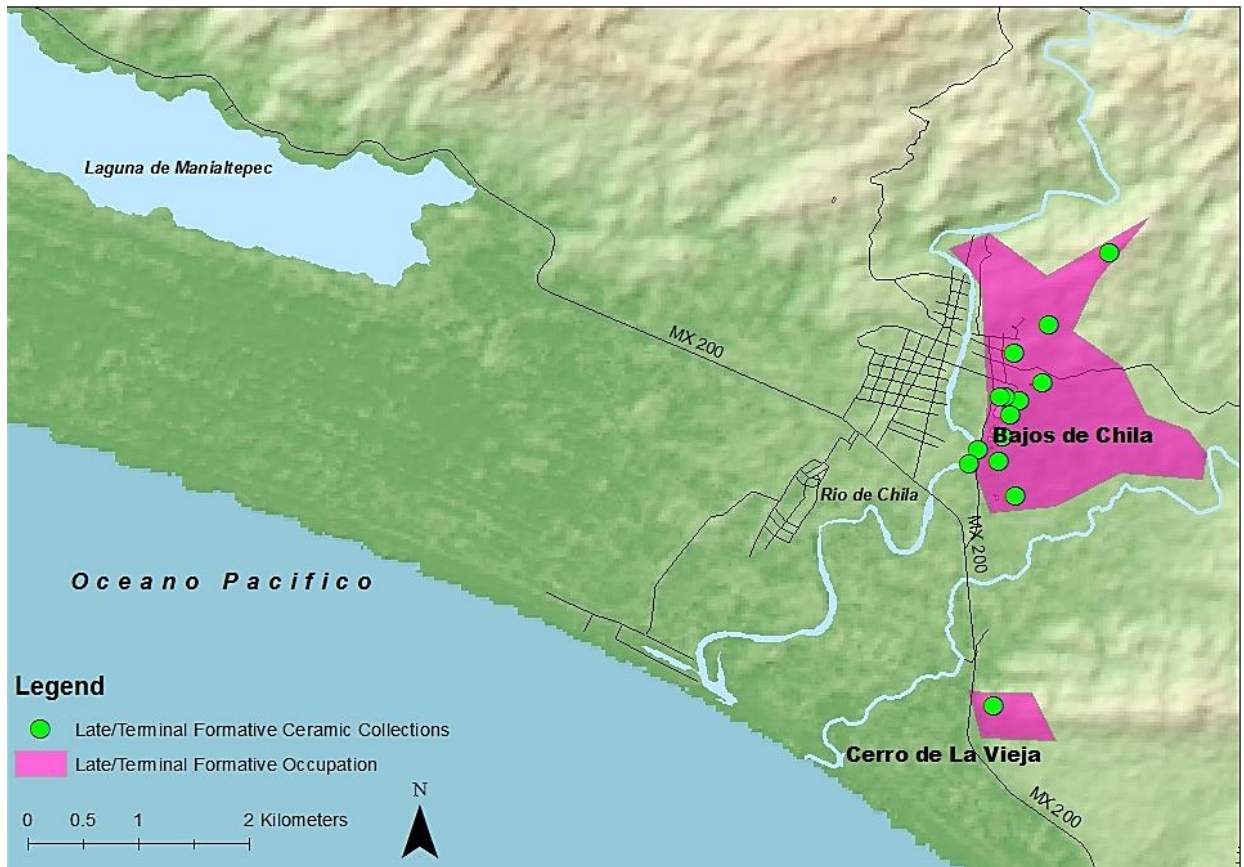 Laguna de Manialtepec
MX 200
Bajos de Chila
Rio de Chila
MX 200
Oceano Pacifico
Legend
Late/Terminal Formative Ceramic Collections
Late/Terminal Formative Occupation
Cerro de La Vieja
N
MX 200
0 0.5 1 2 Kilometers